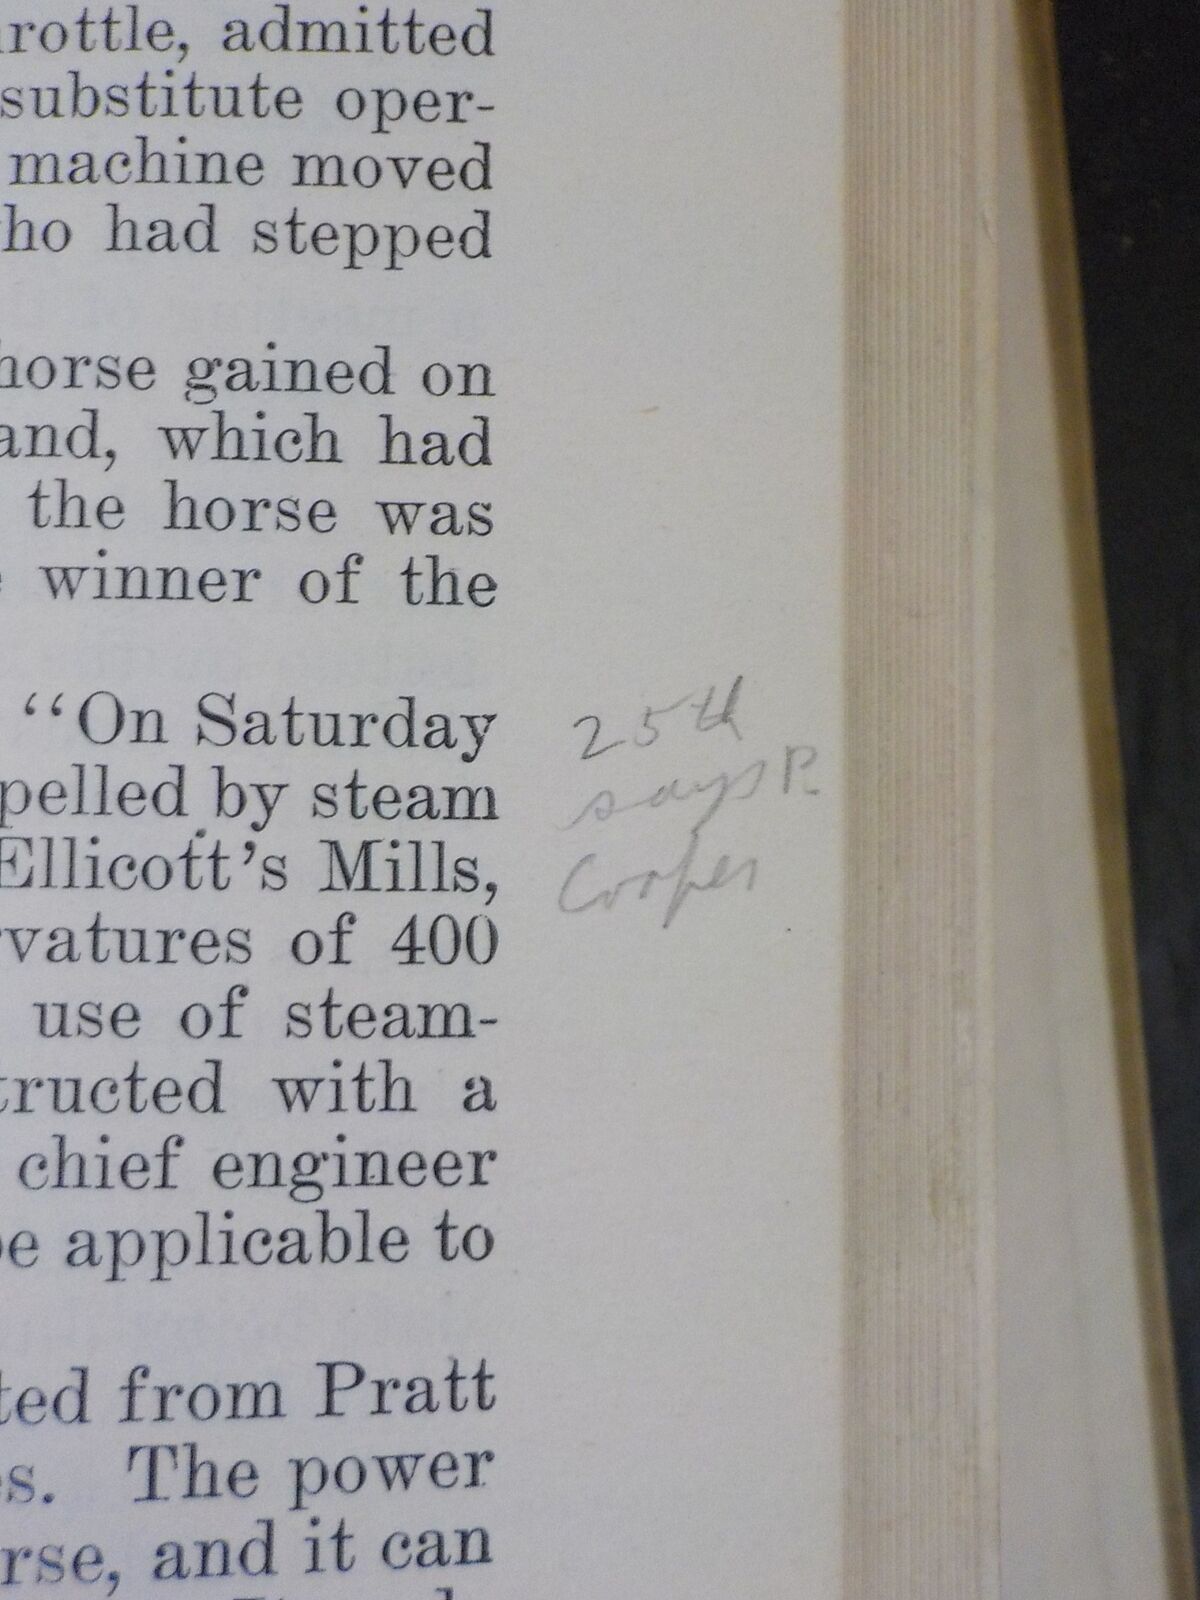 rottle, admitted
substitute oper-
machine moved
ho had stepped
horse gained on
and, which had
the horse was
winner of the
“On Saturday
pelled by steam
Ellicott’s Mills,
rvatures of 400
use of steam-
tructed with a
chief engineer
be applicable to
ted from Pratt
s. The power
rse, and it can
25th
says P.
Cooper